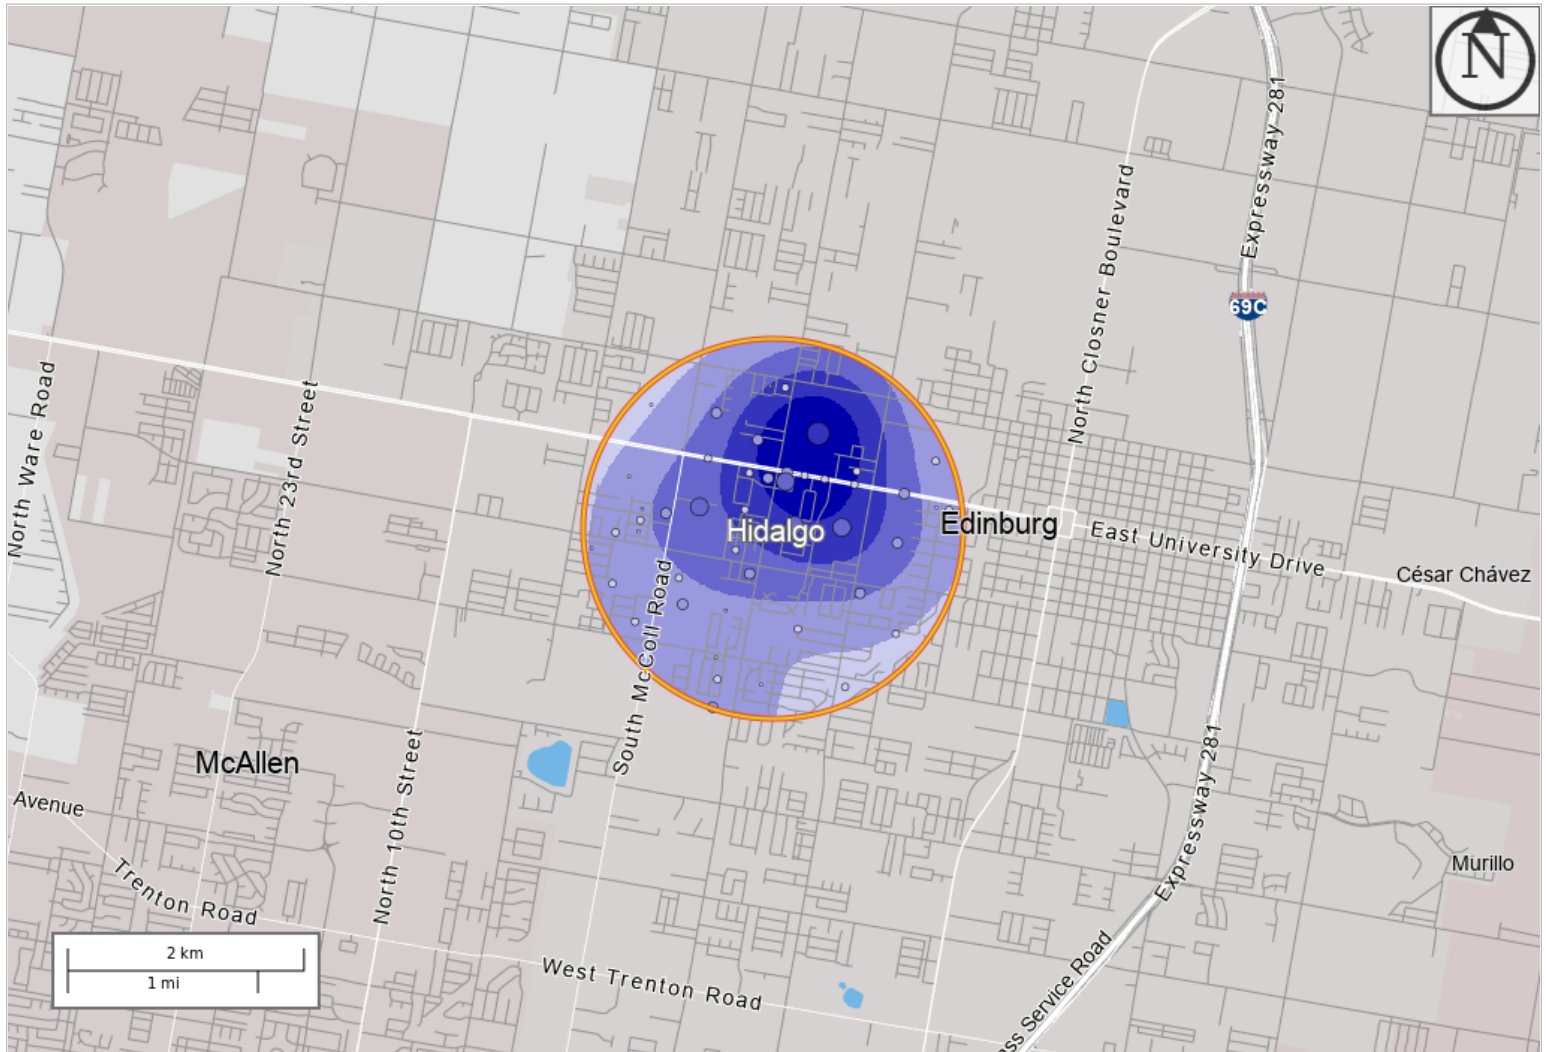 N
Expressway 281
North Closner Boulevard
69C
North Ware Road
North 23rd Street
Hidalgo
Edinburg
East University Drive
César Chávez
South McColl Road
McAllen
North 10th Street
Expressway 281
Avenue
Murillo
Trenton Road
West Trenton Road
ss Service Road
2 km
1 mi